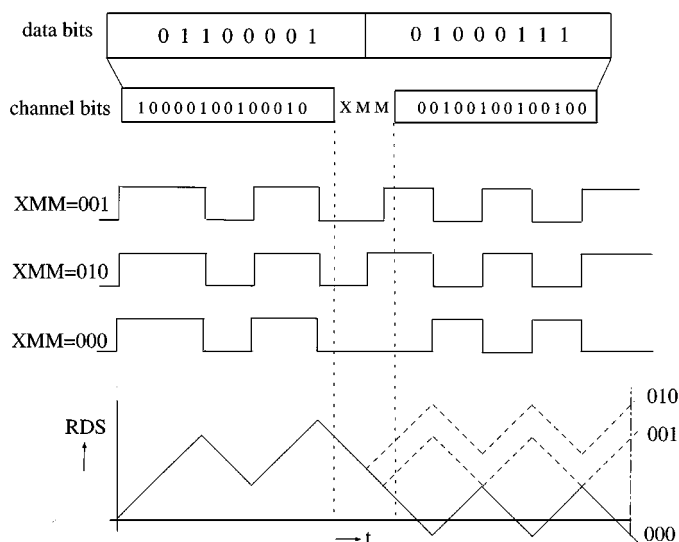 data bits 0 1 1 0 0 0 0 1 0 1 0 0 0 1 1 1
channel bits 10000100100010 XMM 00100100100100
XMM=001
XMM=010
XMM=000
010
RDS 001
000
t